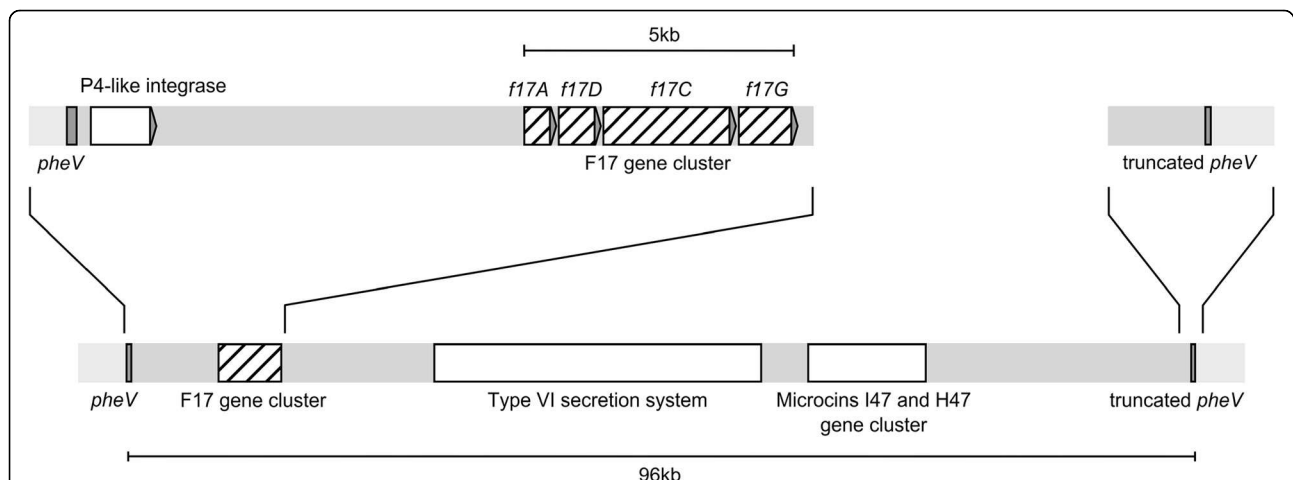 5kb
P4-like integrase
f17A f17D f17C f17G
pheV
F17 gene cluster
truncated pheV
pheV
F17 gene cluster
Type VI secretion system
Microcins I47 and H47
gene cluster
truncated pheV
96kb